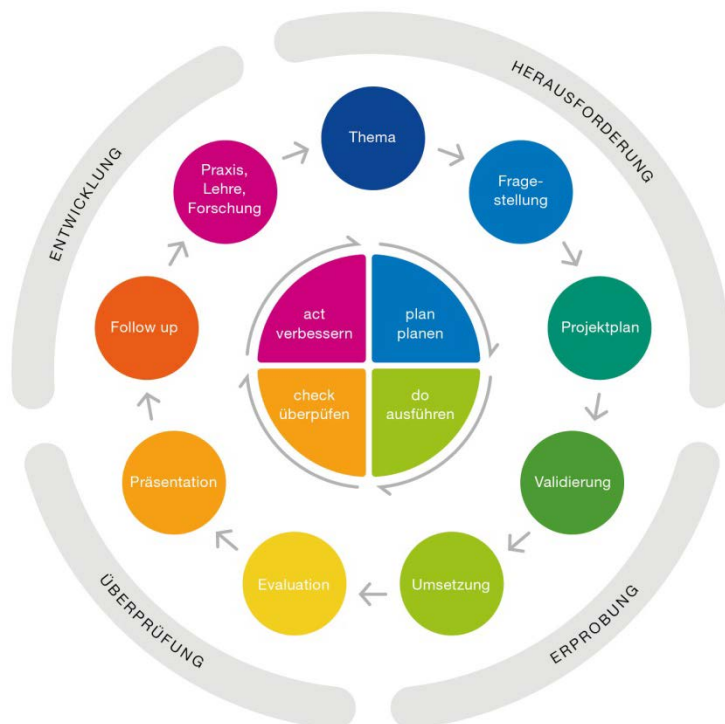 HERAUSFORDERUNG
ERPROBUNG
ÜBERPRÜFUNG
ENTWICKLUNG
Thema
Frage-
stellung
Projektplan
Validierung
Umsetzung
Evaluation
Präsentation
Follow up
Praxis,
Lehre,
Forschung
plan
planen
do
ausführen
check
überpüfen
act
verbessern